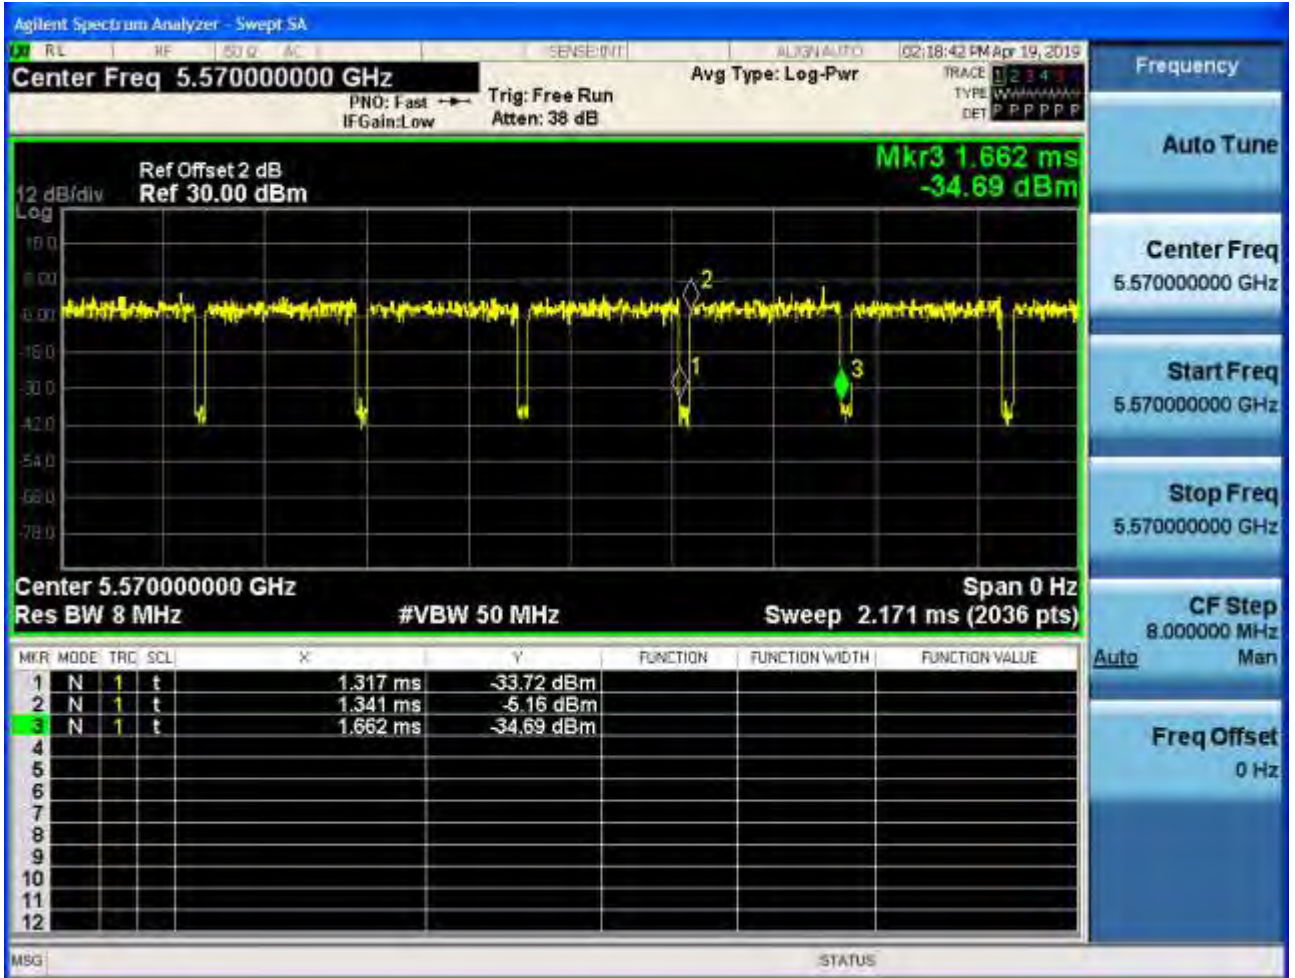 Agilent Spectrum Analyzer - Swept SA
LXI RL RF 50 Ω AC SENSE:INT ALIGN AUTO 02:18:42 PM Apr 19, 2019
Center Freq 5.570000000 GHz
PNO: Fast
IFGain:Low
Trig: Free Run
Atten: 38 dB
Avg Type: Log-Pwr
TRACE 1 2 3 4
TYPE
DET P P P P P P
Mkr3 1.662 ms
-34.69 dBm
Ref Offset 2 dB
12 dB/div Ref 30.00 dBm
Log
18.0
6.00
-6.00
-18.0
-30.0
-42.0
-54.0
-66.0
-78.0
2
1
3
Center 5.570000000 GHz Span 0 Hz
Res BW 8 MHz #VBW 50 MHz Sweep 2.171 ms (2036 pts)
MKR MODE TRC SCL X Y FUNCTION FUNCTION WIDTH FUNCTION VALUE
1 N 1 t 1.317 ms -33.72 dBm
2 N 1 t 1.341 ms -5.16 dBm
3 N 1 t 1.662 ms -34.69 dBm
4
5
6
7
8
9
10
11
12
MSG STATUS
Frequency
Auto Tune
Center Freq
5.570000000 GHz
Start Freq
5.570000000 GHz
Stop Freq
5.570000000 GHz
CF Step
8.000000 MHz
Auto Man
Freq Offset
0 Hz